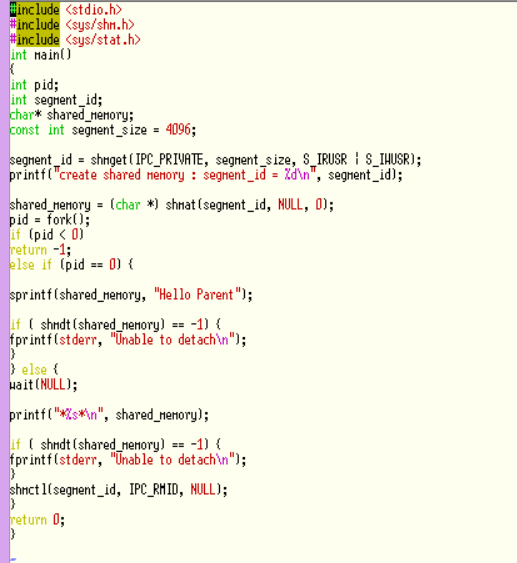 #include <stdio.h>
#include <sys/shm.h>
#include <sys/stat.h>
int main()
{
int pid;
int segment_id;
char* shared_memory;
const int segment_size = 4096;
segment_id = shmget(IPC_PRIVATE, segment_size, S_IRUSR | S_IWUSR);
printf("create shared memory : segment_id = %d\n", segment_id);
shared_memory = (char *) shmat(segment_id, NULL, 0);
pid = fork();
if (pid < 0)
return -1;
else if (pid == 0) {
sprintf(shared_memory, "Hello Parent");
if ( shmdt(shared_memory) == -1) {
fprintf(stderr, "Unable to detach\n");
}
} else {
wait(NULL);
printf("*%s*\n", shared_memory);
if ( shmdt(shared_memory) == -1) {
fprintf(stderr, "Unable to detach\n");
}
shmctl(segment_id, IPC_RMID, NULL);
}
return 0;
}
~